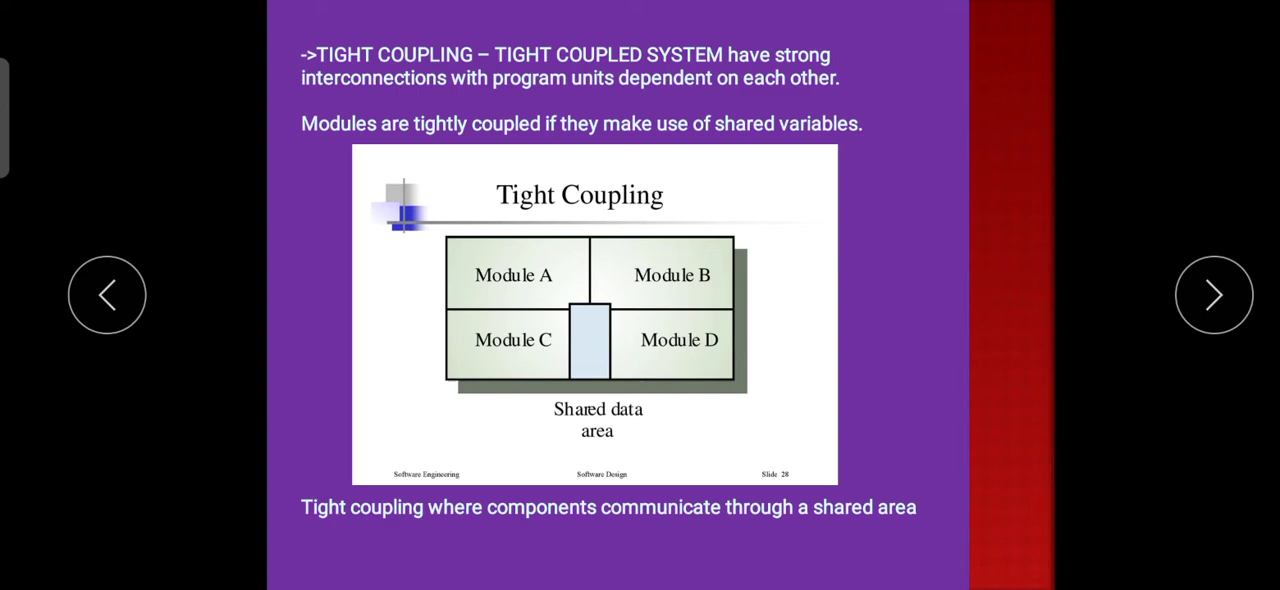 ->TIGHT COUPLING – TIGHT COUPLED SYSTEM have strong
interconnections with program units dependent on each other.
Modules are tightly coupled if they make use of shared variables.
Tight Coupling
Module A
Module B
Module C
Module D
Shared data
area
Software Engineering
Software Design
Slide 28
Tight coupling where components communicate through a shared area